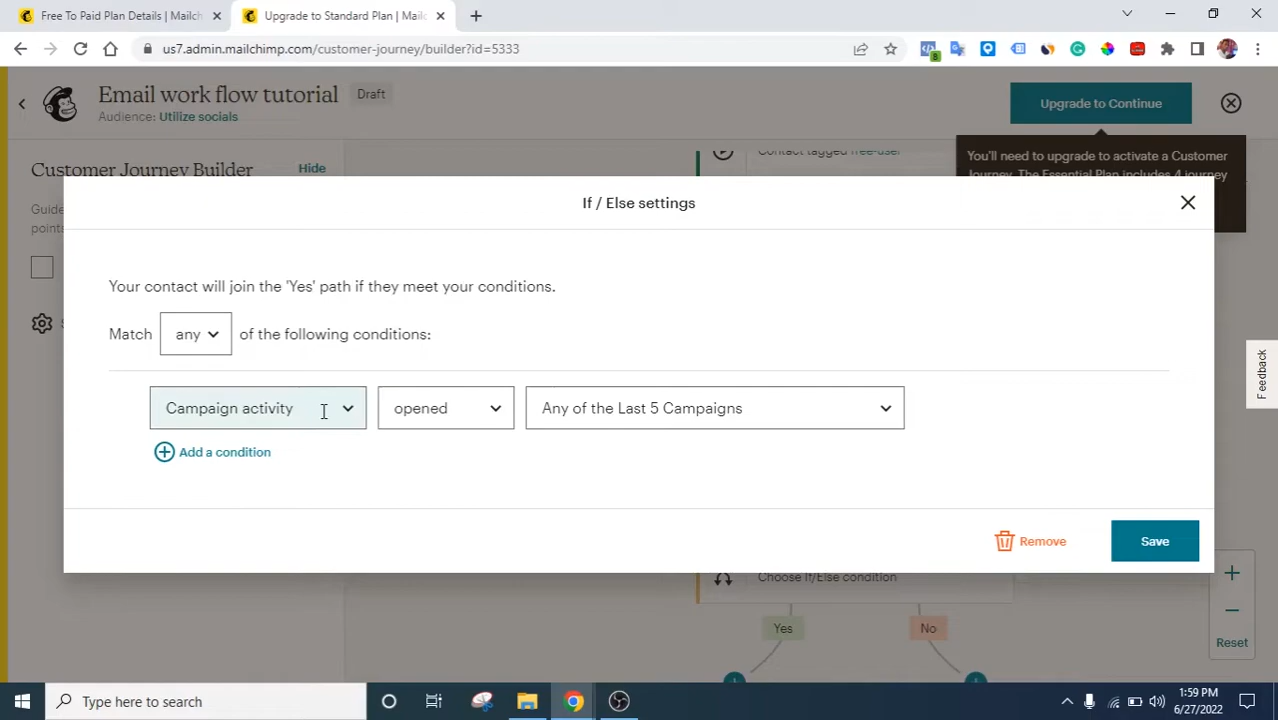 Free To Paid Plan Details | Mailch
Upgrade to Standard Plan | Mail
us7.admin.mailchimp.com/customer-journey/builder?id=5333
8
Email work flow tutorial
Draft
Audience: Utilize socials
Upgrade to Continue
Customer Journey Builder
Hide
Contact tagged free-user
You'll need to upgrade to activate a Customer
Journey. The Essential Plan includes 4 journey
Guide
points
If / Else settings
Your contact will join the 'Yes' path if they meet your conditions.
Match any of the following conditions:
Campaign activity
opened
Any of the Last 5 Campaigns
Add a condition
Feedback
Remove
Save
Choose If/Else condition
Yes
No
Reset
Type here to search
1:59 PM
6/27/2022